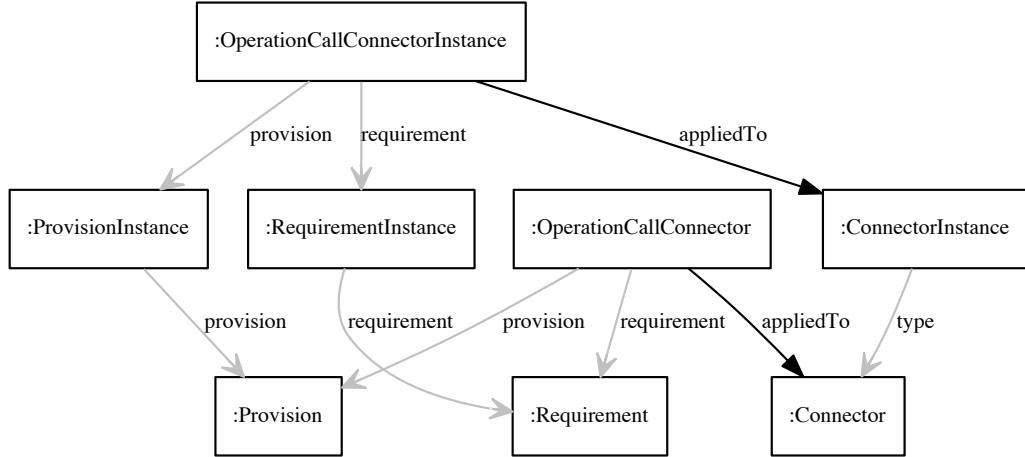 :OperationCallConnectorInstance
provision
requirement
appliedTo
:ProvisionInstance
:RequirementInstance
:OperationCallConnector
:ConnectorInstance
provision
requirement
provision
requirement
appliedTo
type
:Provision
:Requirement
:Connector